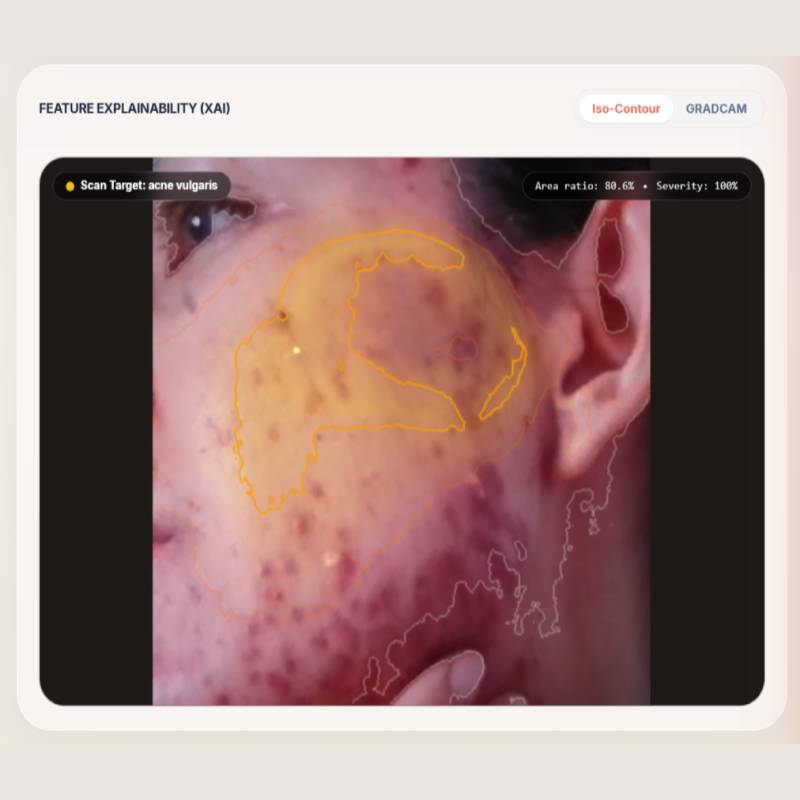 FEATURE EXPLAINABILITY (XAI)
Iso-Contour
GRADCAM
Scan Target: acne vulgaris
Area ratio: 80.6% • Severity: 100%